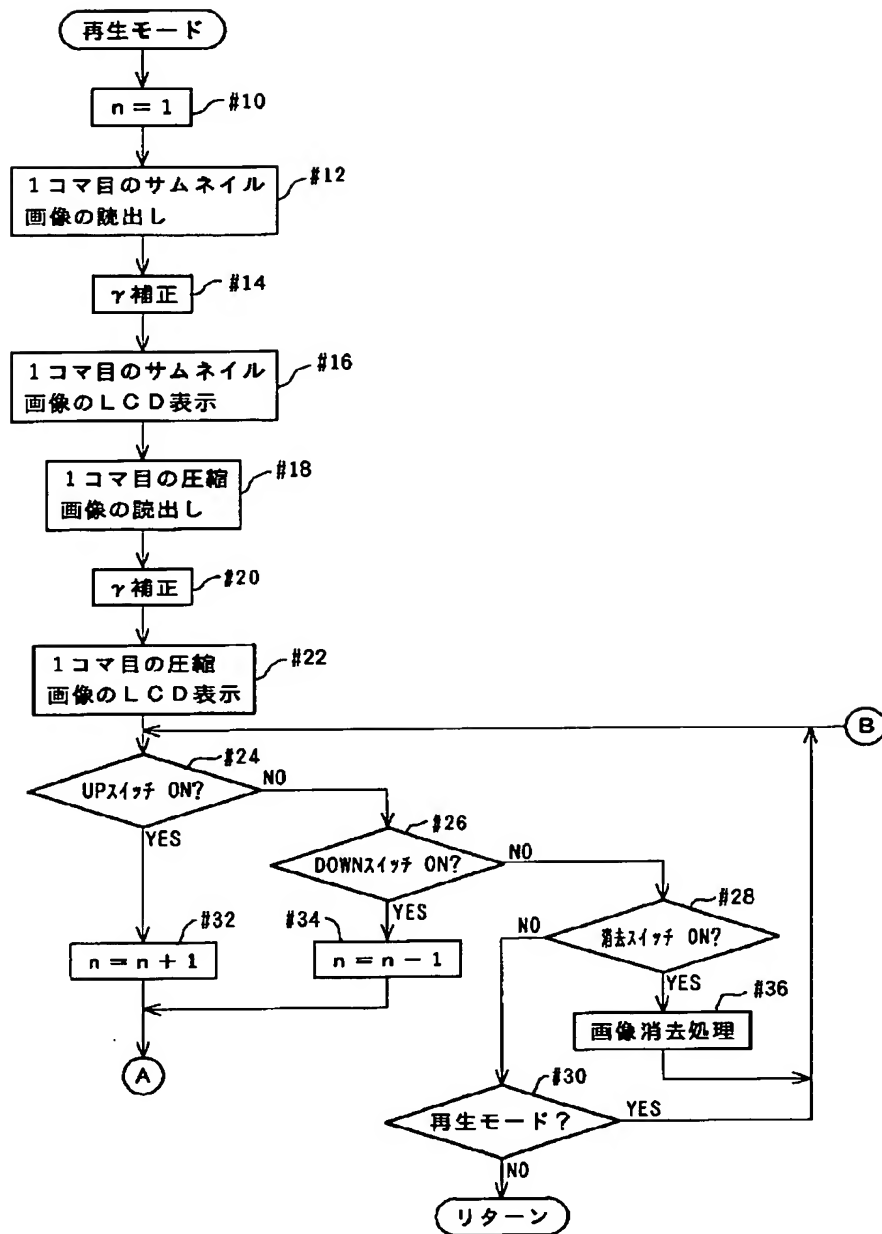 再生モード
n=1
#10
1コマ目のサムネイル
画像の読出し
#12
γ補正
#14
1コマ目のサムネイル
画像のLCD表示
#16
1コマ目の圧縮
画像の読出し
#18
γ補正
#20
1コマ目の圧縮
画像のLCD表示
#22
B
UPスイッチ ON?
#24
NO
YES
DOWNスイッチ ON?
#26
NO
YES
消去スイッチ ON?
#28
NO
YES
n=n+1
#32
n=n-1
#34
画像消去処理
#36
A
再生モード?
#30
YES
NO
リターン